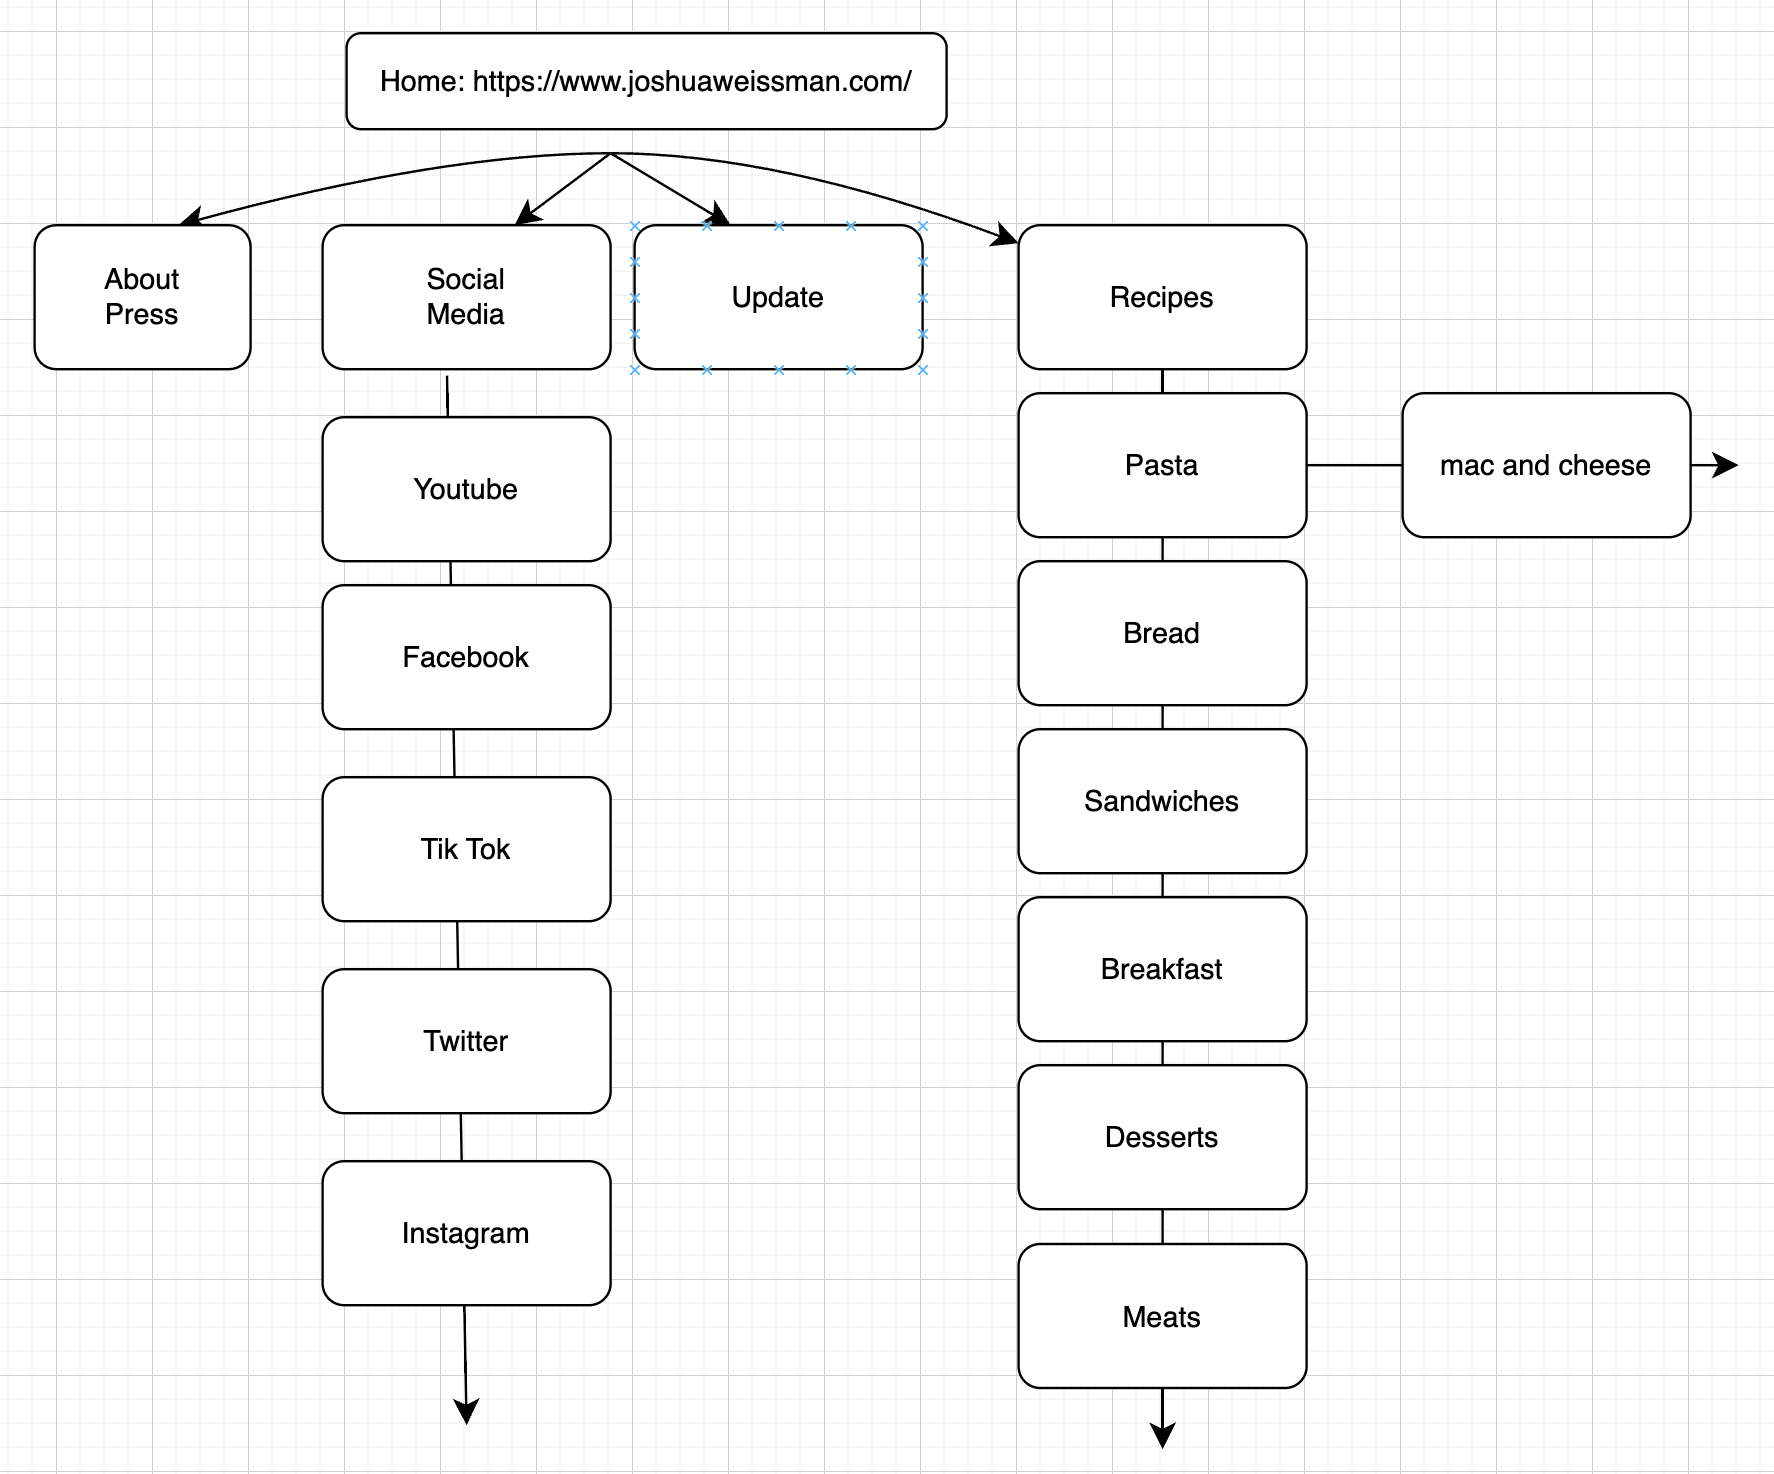 Home: https://www.joshuaweissman.com/
About
Press
Social
Media
Update
Recipes
Youtube
Facebook
Tik Tok
Twitter
Instagram
Pasta
mac and cheese
Bread
Sandwiches
Breakfast
Desserts
Meats